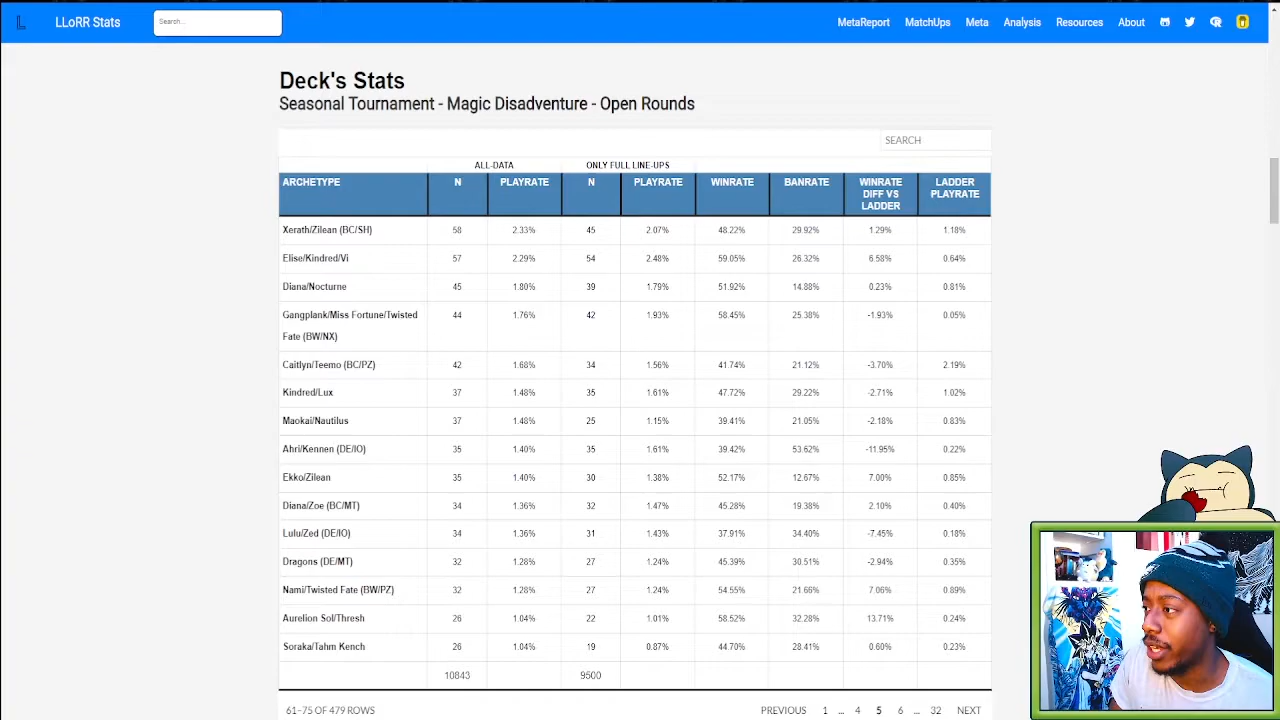 LLoRR Stats
Search...
MetaReport MatchUps Meta Analysis Resources About
Deck's Stats
Seasonal Tournament - Magic Disadventure - Open Rounds
SEARCH
ALL-DATA ONLY FULL LINE-UPS
ARCHETYPE N PLAYRATE N PLAYRATE WINRATE BANRATE WINRATE DIFF VS LADDER LADDER PLAYRATE
Xerath/Zilean (BC/SH) 58 2.33% 45 2.07% 48.22% 29.92% 1.29% 1.18%
Elise/Kindred/Vi 57 2.29% 54 2.48% 59.05% 26.32% 6.58% 0.64%
Diana/Nocturne 45 1.80% 39 1.79% 51.92% 14.88% 0.23% 0.81%
Gangplank/Miss Fortune/Twisted Fate (BW/NX) 44 1.76% 42 1.93% 58.45% 25.38% -1.93% 0.05%
Caitlyn/Teemo (BC/PZ) 42 1.68% 34 1.56% 41.74% 21.12% -3.70% 2.19%
Kindred/Lux 37 1.48% 35 1.61% 47.72% 29.22% -2.71% 1.02%
Maokai/Nautilus 37 1.48% 25 1.15% 39.41% 21.05% -2.18% 0.83%
Ahri/Kennen (DE/IO) 35 1.40% 35 1.61% 39.42% 53.62% -11.95% 0.22%
Ekko/Zilean 35 1.40% 30 1.38% 52.17% 12.67% 7.00% 0.85%
Diana/Zoe (BC/MT) 34 1.36% 32 1.47% 45.28% 19.38% 2.10% 0.40%
Lulu/Zed (DE/IO) 34 1.36% 31 1.43% 37.91% 34.40% -7.45% 0.18%
Dragons (DE/MT) 32 1.28% 27 1.24% 45.39% 30.51% -2.94% 0.35%
Nami/Twisted Fate (BW/PZ) 32 1.28% 27 1.24% 54.55% 21.66% 7.06% 0.89%
Aurelion Sol/Thresh 26 1.04% 22 1.01% 58.52% 32.28% 13.71% 0.24%
Soraka/Tahm Kench 26 1.04% 19 0.87% 44.70% 28.41% 0.60% 0.23%
10843 9500
61–75 OF 479 ROWS PREVIOUS 1 ... 4 5 6 ... 32 NEXT